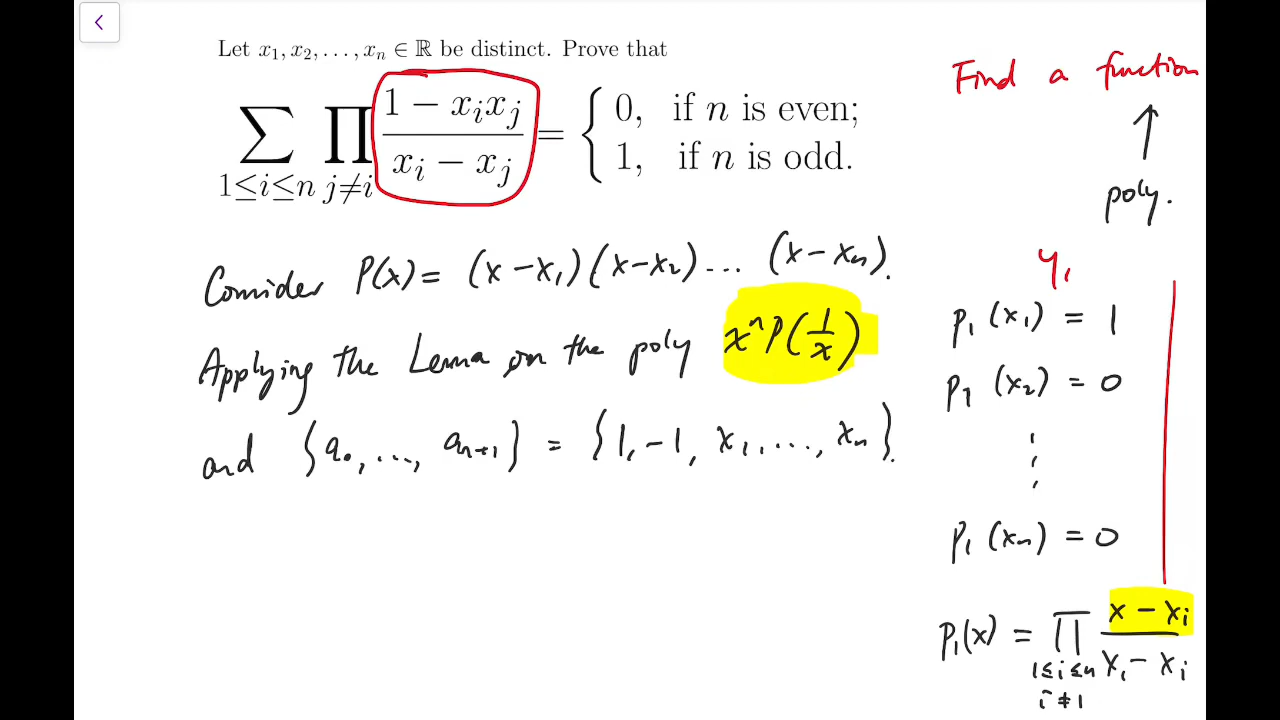 Let x₁, x₂, …, xₙ ∈ ℝ be distinct. Prove that
∑_{1≤i≤n} ∏_{j≠i} (1 − xᵢxⱼ)/(xᵢ − xⱼ) = { 0, if n is even;
1, if n is odd.
Consider P(x) = (x − x₁)(x − x₂) ... (x − xₙ).
Applying the Lemma on the poly xⁿP(1/x)
and {a₀, ..., aₙ₊₁} = {1, −1, x₁, ..., xₙ}.
Find a function
↑
poly.
y₁
p₁(x₁) = 1
p₁(x₂) = 0
⋮
p₁(xₙ) = 0
p₁(x) = ∏_{1≤i≤n, i≠1} (x − xᵢ)/(x₁ − xᵢ)